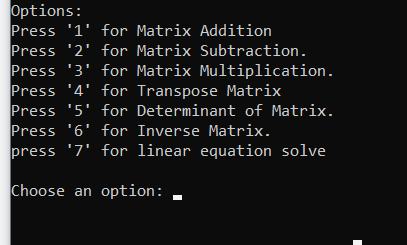 Options:
Press '1' for Matrix Addition
Press '2' for Matrix Subtraction.
Press '3' for Matrix Multiplication.
Press '4' for Transpose Matrix
Press '5' for Determinant of Matrix.
Press '6' for Inverse Matrix.
press '7' for linear equation solve
Choose an option: